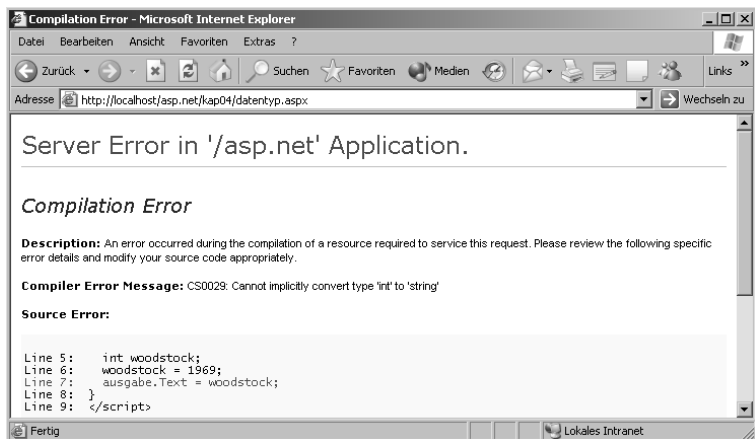 Compilation Error - Microsoft Internet Explorer
Datei Bearbeiten Ansicht Favoriten Extras ?
Zurück Suchen Favoriten Medien Links »
Adresse http://localhost/asp.net/kap04/datentyp.aspx Wechseln zu
Server Error in '/asp.net' Application.
Compilation Error
Description: An error occurred during the compilation of a resource required to service this request. Please review the following specific
error details and modify your source code appropriately.
Compiler Error Message: CS0029: Cannot implicitly convert type 'int' to 'string'
Source Error:
Line 5: int woodstock;
Line 6: woodstock = 1969;
Line 7: ausgabe.Text = woodstock;
Line 8: }
Line 9: </script>
Fertig Lokales Intranet